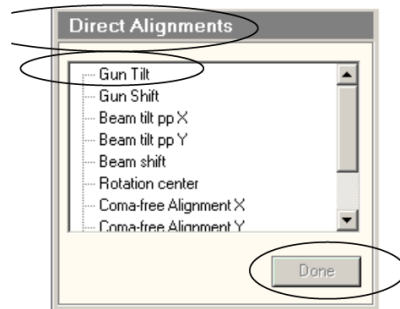 Direct Alignments
Gun Tilt
Gun Shift
Beam tilt pp X
Beam tilt pp Y
Beam shift
Rotation center
Coma-free Alignment X
Coma-free Alignment Y
Done